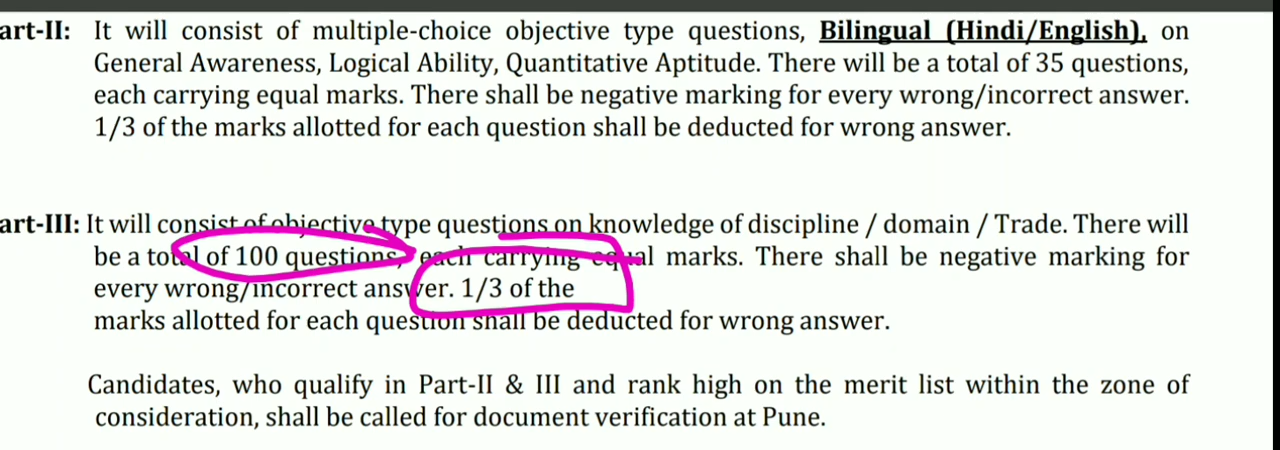 art-II: It will consist of multiple-choice objective type questions, Bilingual (Hindi/English), on
General Awareness, Logical Ability, Quantitative Aptitude. There will be a total of 35 questions,
each carrying equal marks. There shall be negative marking for every wrong/incorrect answer.
1/3 of the marks allotted for each question shall be deducted for wrong answer.
art-III: It will consist of objective type questions on knowledge of discipline / domain / Trade. There will
be a total of 100 questions, each carrying equal marks. There shall be negative marking for
every wrong/incorrect answer. 1/3 of the
marks allotted for each question shall be deducted for wrong answer.
Candidates, who qualify in Part-II & III and rank high on the merit list within the zone of
consideration, shall be called for document verification at Pune.